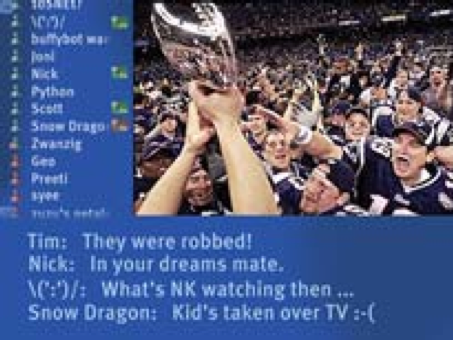 \(':')/
buffybot
Joni
Nick
Python
Scott
Snow Drago
Zwanzig
Geo
Preeti
syee
Tim: They were robbed!
Nick: In your dreams mate.
\(':')/: What's NK watching then ...
Snow Dragon: Kid's taken over TV :-(